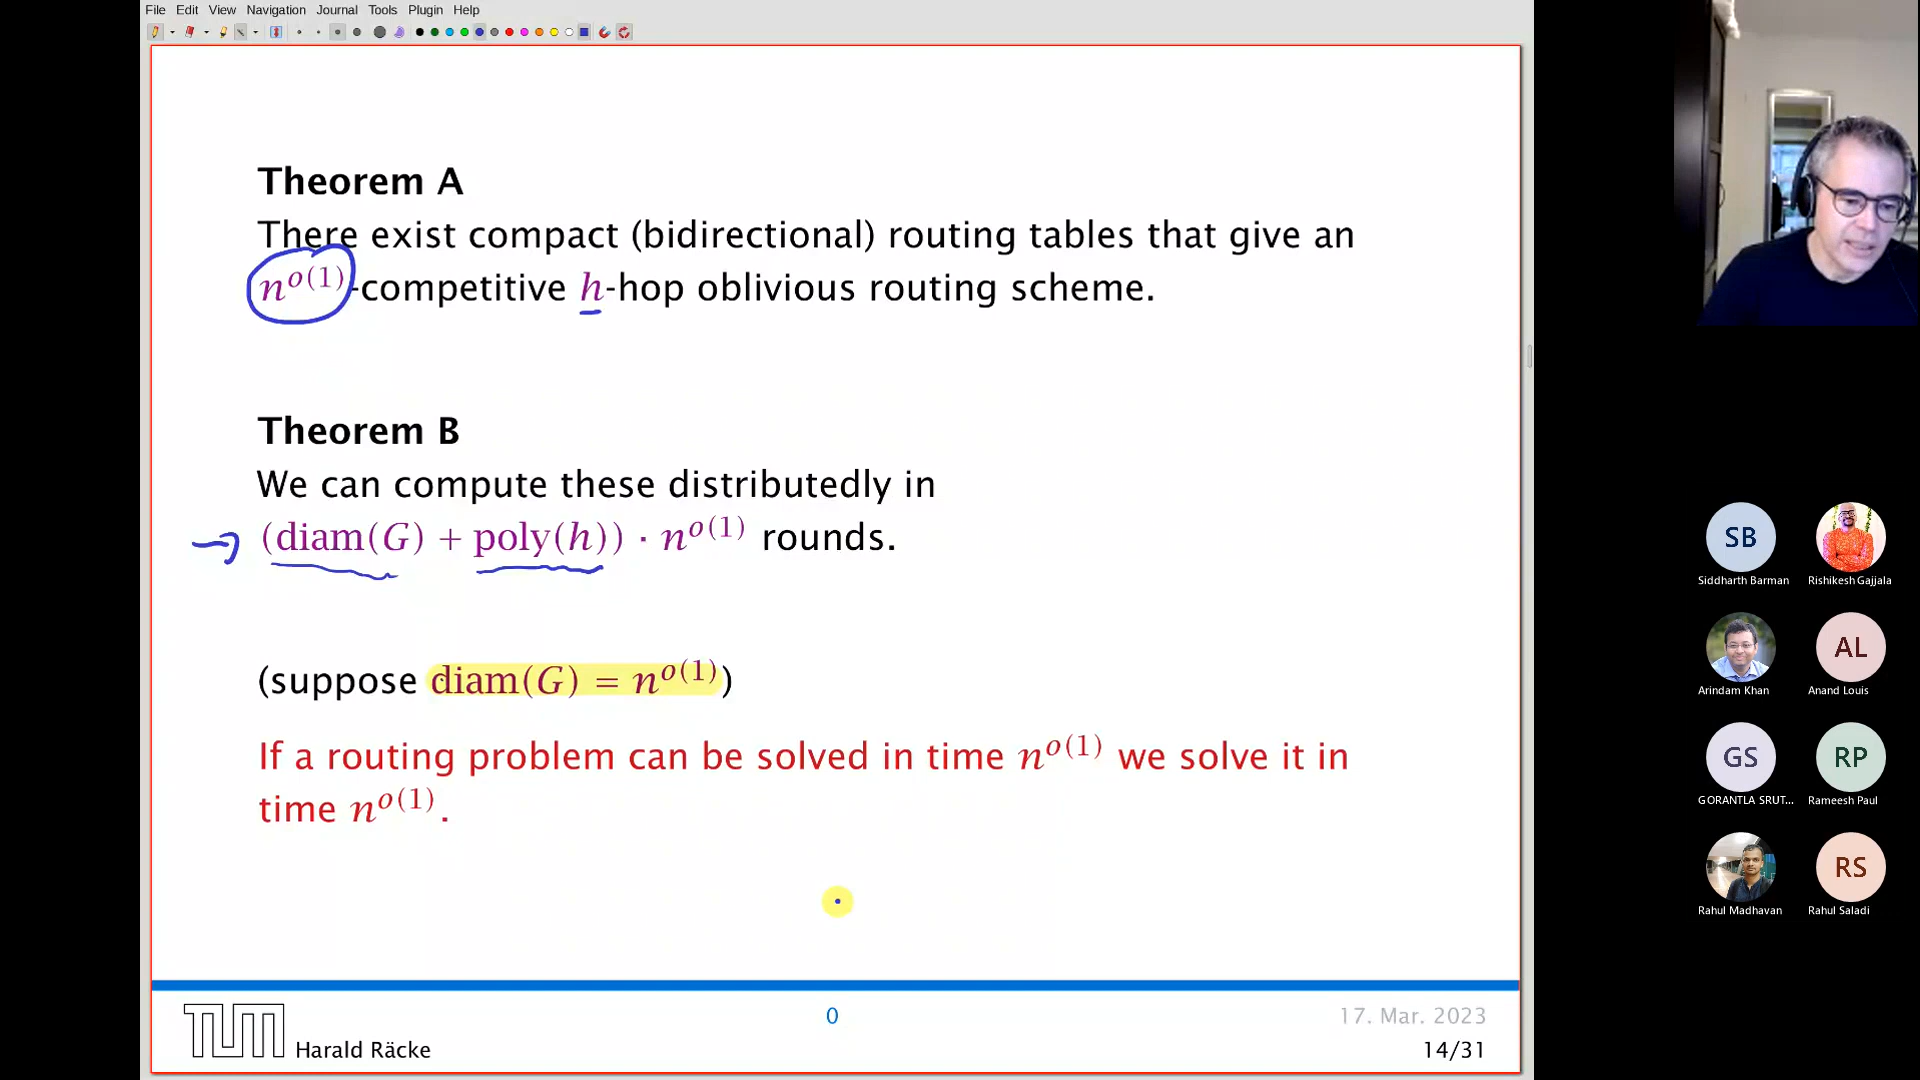 File Edit View Navigation Journal Tools Plugin Help
Theorem A
There exist compact (bidirectional) routing tables that give an
n^{o(1)}-competitive h-hop oblivious routing scheme.
Theorem B
We can compute these distributedly in
(diam(G) + poly(h)) · n^{o(1)} rounds.
(suppose diam(G) = n^{o(1)})
If a routing problem can be solved in time n^{o(1)} we solve it in
time n^{o(1)}.
TUM
Harald Räcke
0
17. Mar. 2023
14/31
SB
Siddharth Barman
Rishikesh Gajjala
Arindam Khan
AL
Anand Louis
GS
GORANTLA SRUT...
RP
Rameesh Paul
Rahul Madhavan
RS
Rahul Saladi